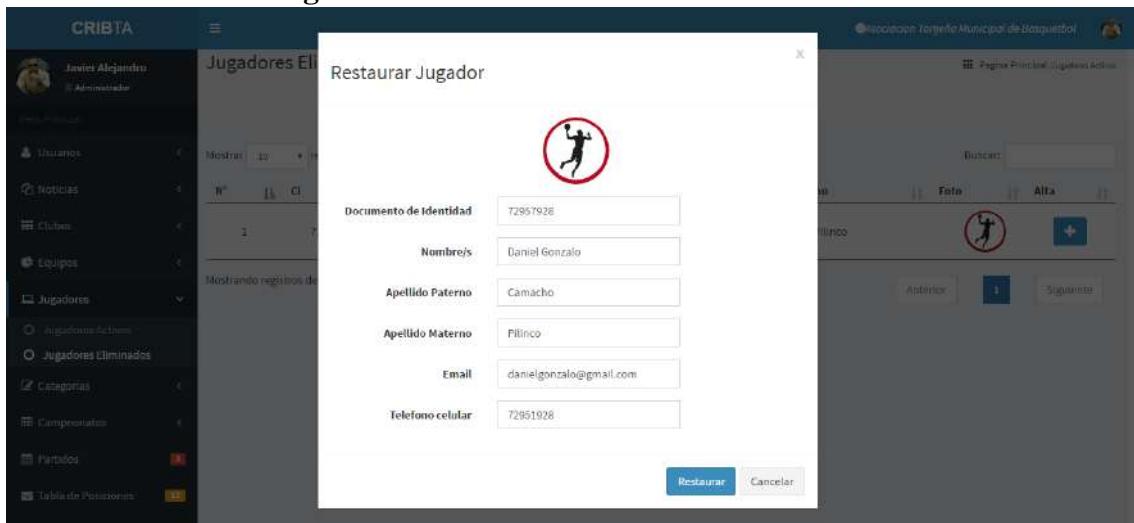 CRIBTA
Asociacion Tarijeña Municipal de Basquetbol
Javier Alejandro
Administrador
Jugadores Eli
Pagina Principal Jugadores Activos
Restaurar Jugador
X
Usuarios
Mostrar 10
Buscar:
Noticias
N° CI
Foto Alta
Documento de Identidad 72957928
Clubes
1 7
Nombre/s Daniel Gonzalo
Equipos
Mostrando registros de
Anterior 1 Siguiente
Apellido Paterno Camacho
Jugadores
Jugadores Activos
Apellido Materno Pilinco
Jugadores Eliminados
Email danielgonzalo@gmail.com
Categorias
Telefono celular 72951928
Campeonatos
Partidos
Restaurar Cancelar
Tabla de Posiciones 12